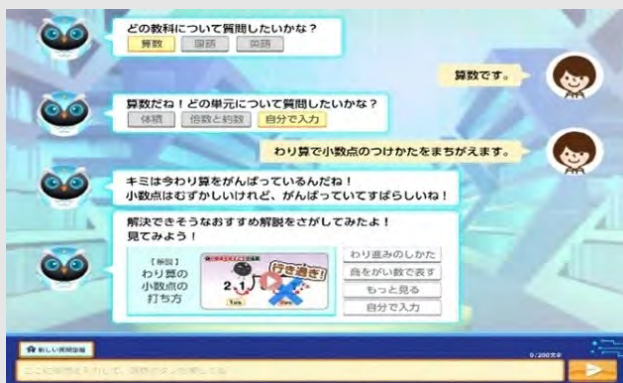 どの教科について質問したいかな?
算数
国語
英語
算数です。
算数だね!どの単元について質問したいかな?
体積
倍数と約数
自分で入力
わり算で小数点のつけかたをまちがえます。
キミは今わり算をがんばっているんだね!
小数点はむずかしいけれど、がんばっていてすばらしいね!
解決できそうなおすすめ解説をさがしてみたよ!
見てみよう!
【解説】
わり算の
小数点の
打ち方
行き過ぎ!
2.1
わり進みのしかた
商をがい数で表す
もっと見る
自分で入力
0/200文字